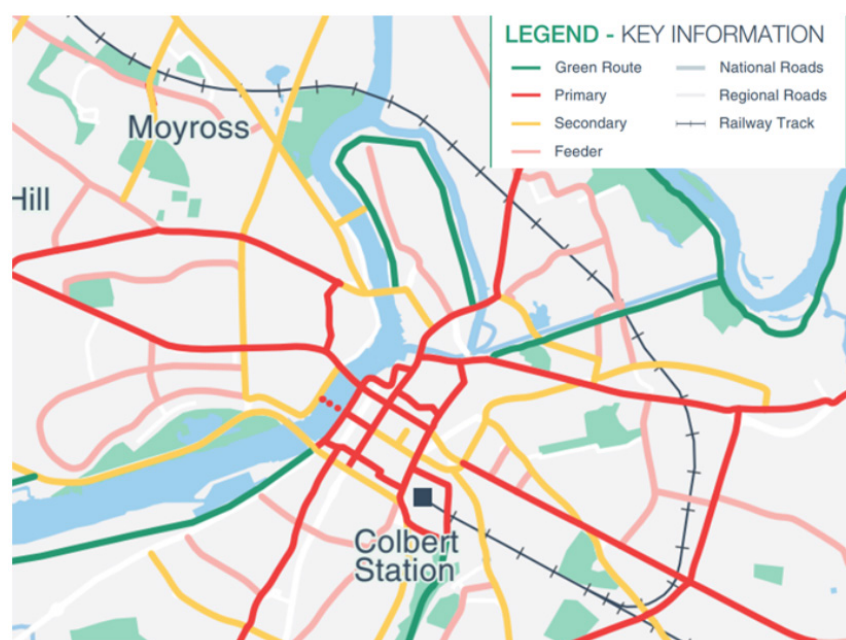 LEGEND - KEY INFORMATION
Green Route
National Roads
Primary
Regional Roads
Secondary
Railway Track
Feeder
Moyross
Hill
Colbert
Station